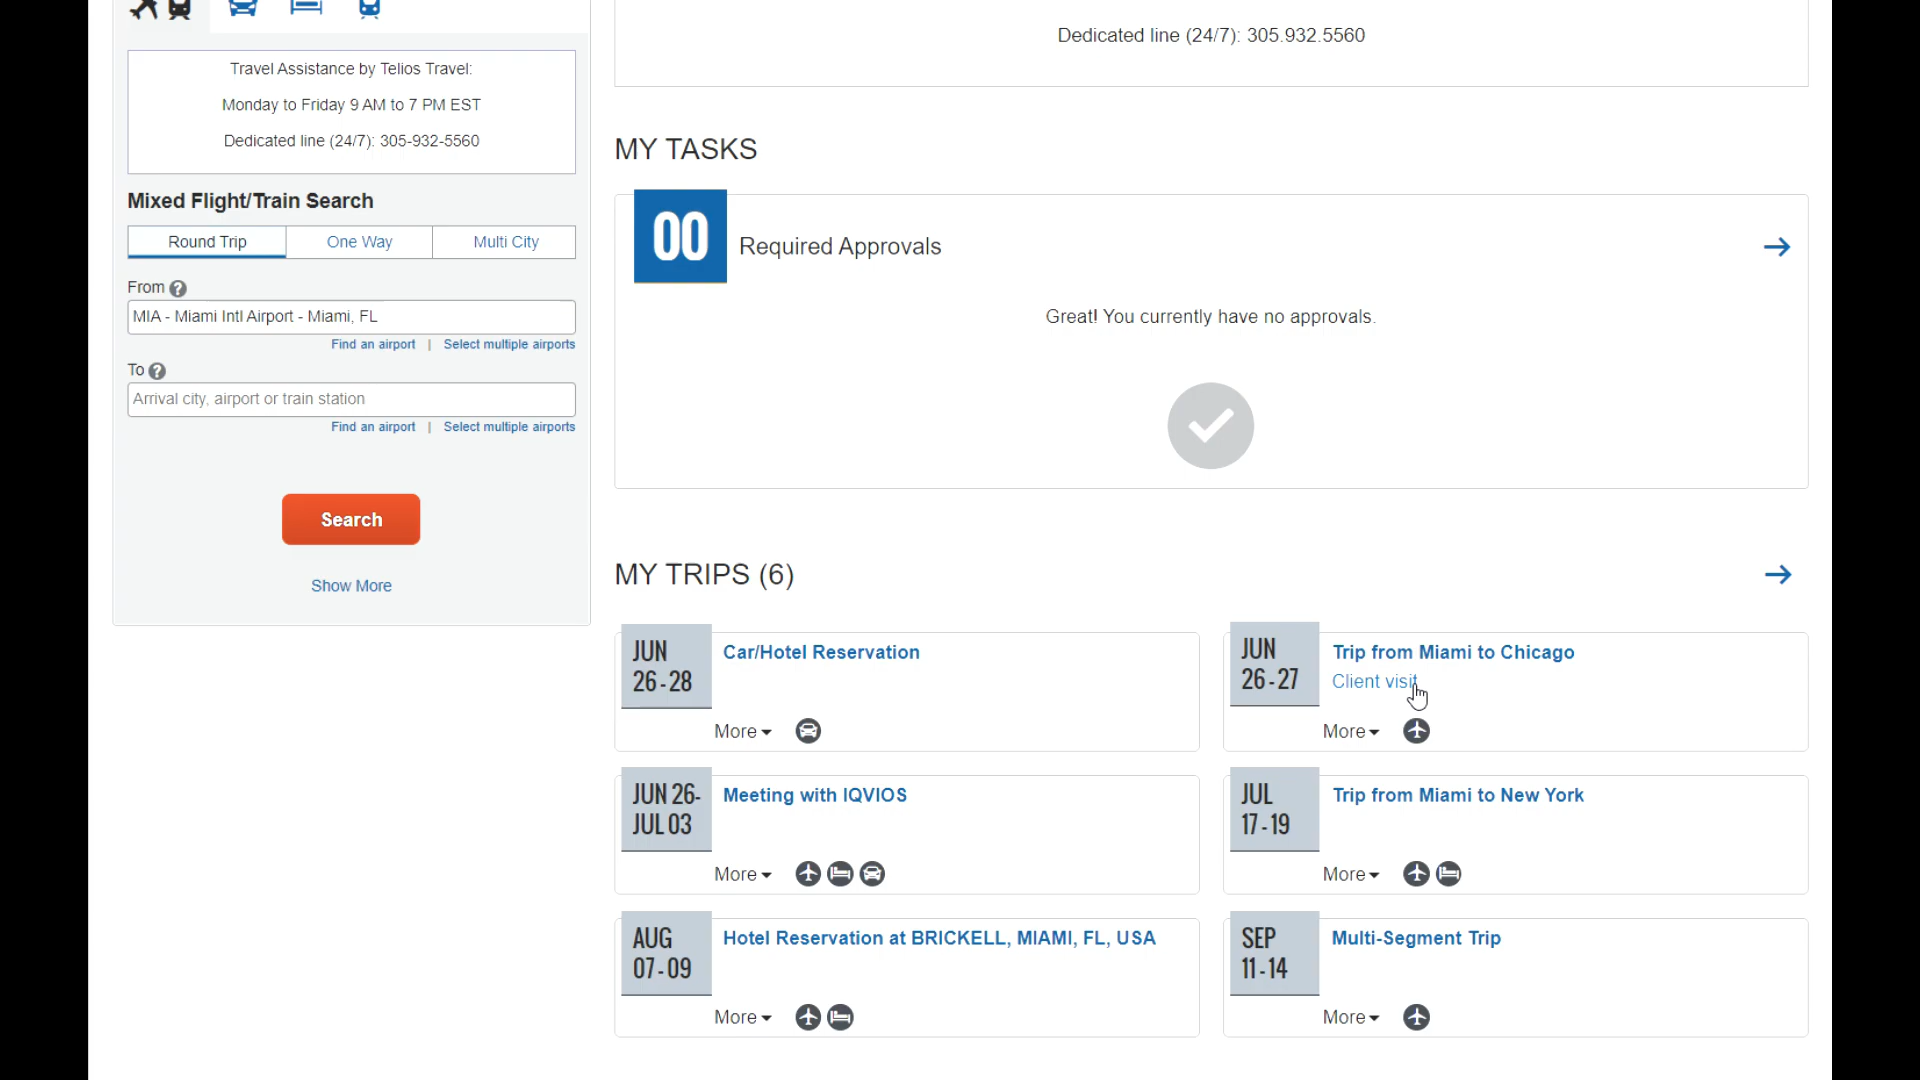 Dedicated line (24/7): 305.932.5560
Travel Assistance by Telios Travel:
Monday to Friday 9 AM to 7 PM EST
Dedicated line (24/7): 305-932-5560
Mixed Flight/Train Search
Round Trip One Way Multi City
From ?
MIA - Miami Intl Airport - Miami, FL
Find an airport | Select multiple airports
To ?
Arrival city, airport or train station
Find an airport | Select multiple airports
Search
Show More
MY TASKS
00 Required Approvals
Great! You currently have no approvals.
MY TRIPS (6)
JUN
26 - 28
Car/Hotel Reservation
More
JUN
26 - 27
Trip from Miami to Chicago
Client visit
More
JUN 26-
JUL 03
Meeting with IQVIOS
More
JUL
17 - 19
Trip from Miami to New York
More
AUG
07 - 09
Hotel Reservation at BRICKELL, MIAMI, FL, USA
More
SEP
11 - 14
Multi-Segment Trip
More